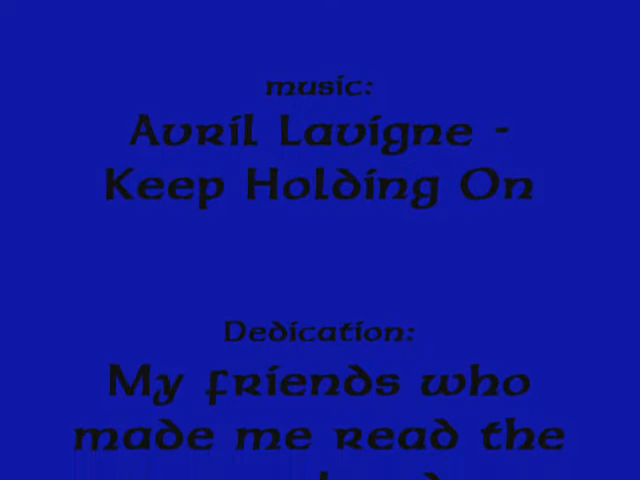 music:
Avril Lavigne -
Keep Holding On
Dedication:
My friends who
made me read the